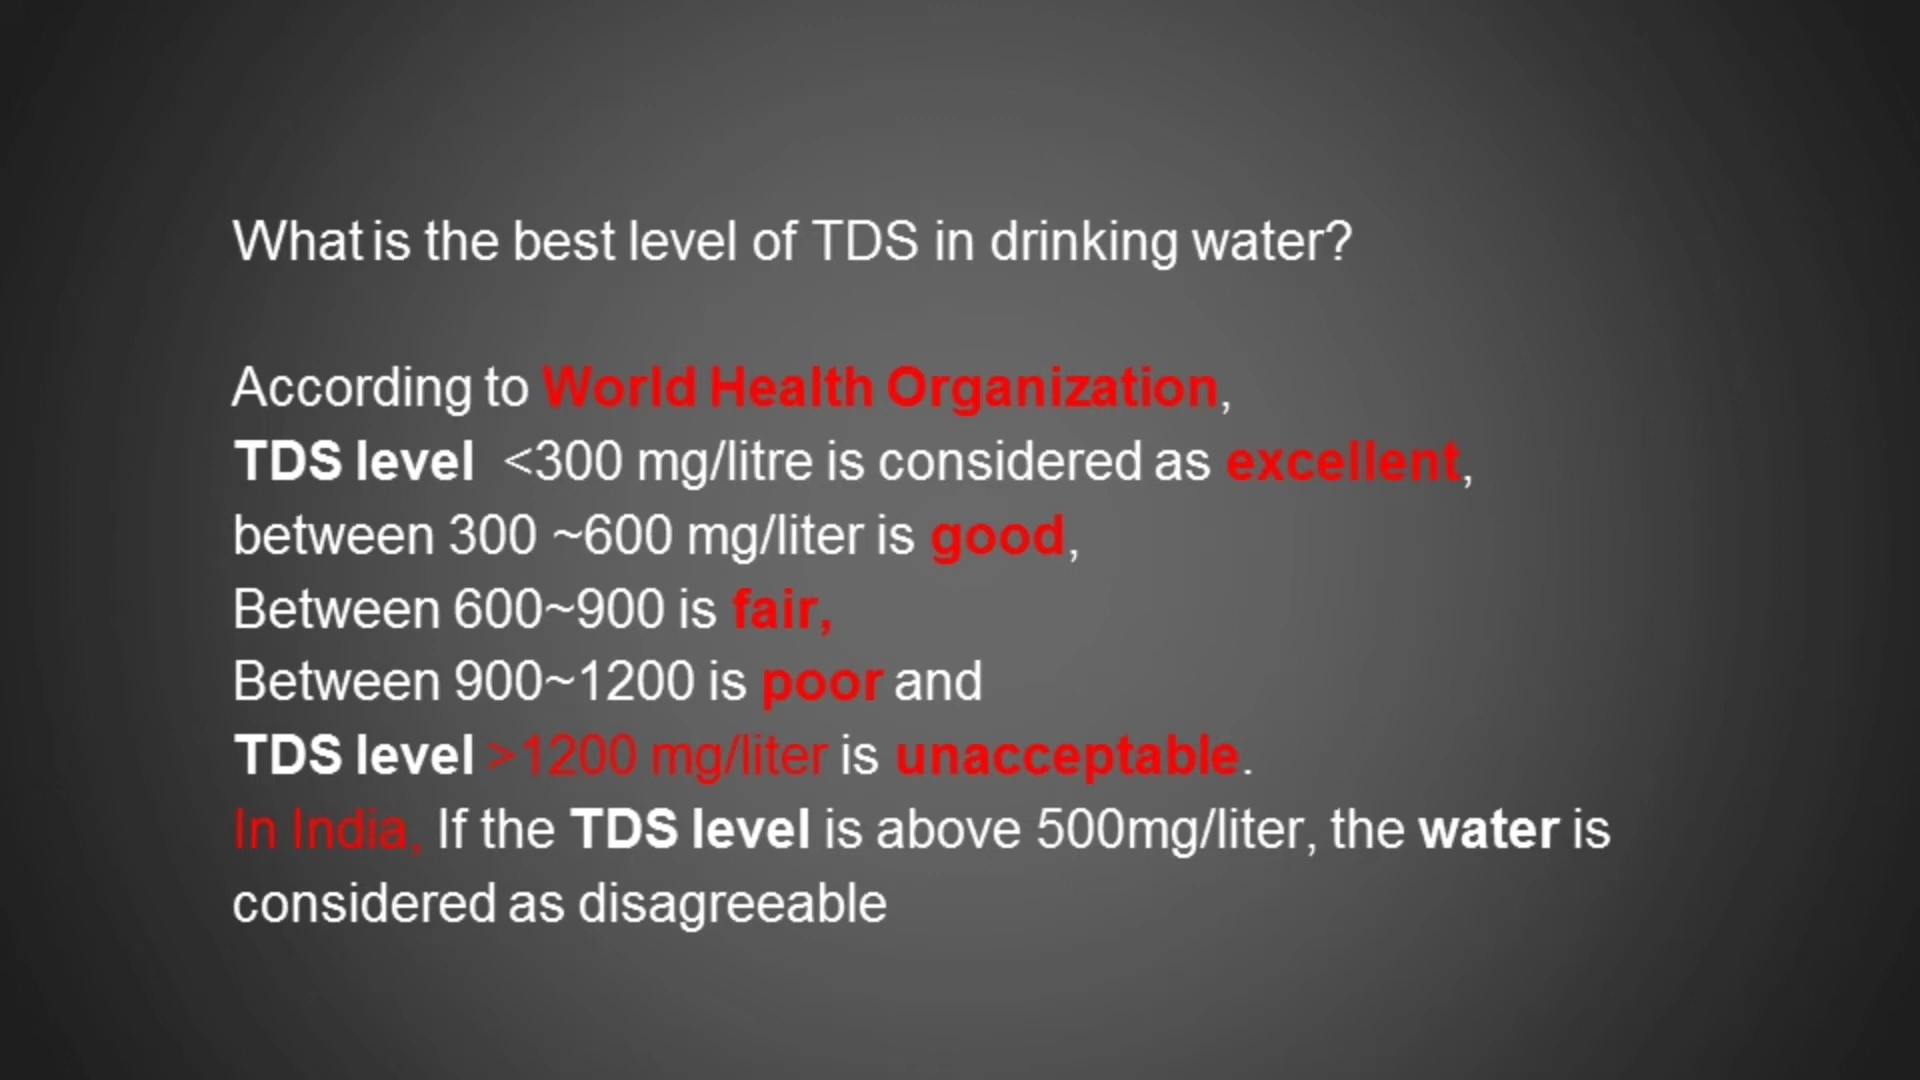 What is the best level of TDS in drinking water?
According to World Health Organization,
TDS level <300 mg/litre is considered as excellent,
between 300 ~600 mg/liter is good,
Between 600~900 is fair,
Between 900~1200 is poor and
TDS level >1200 mg/liter is unacceptable.
In India, If the TDS level is above 500mg/liter, the water is
considered as disagreeable